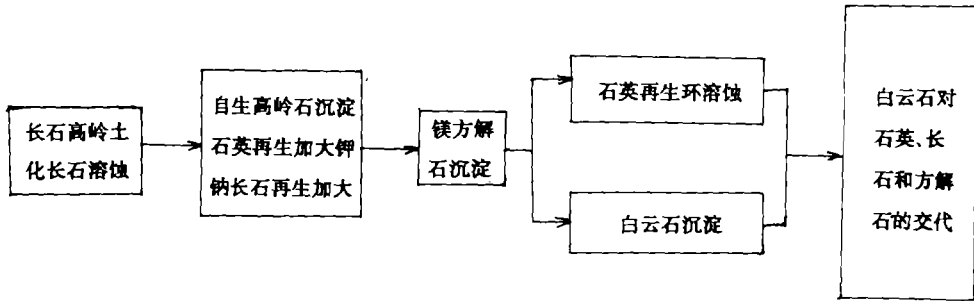 长石高岭土
化长石溶蚀
自生高岭石沉淀
石英再生加大钾
钠长石再生加大
镁方解
石沉淀
石英再生环溶蚀
白云石沉淀
白云石对
石英、长
石和方解
石的交代